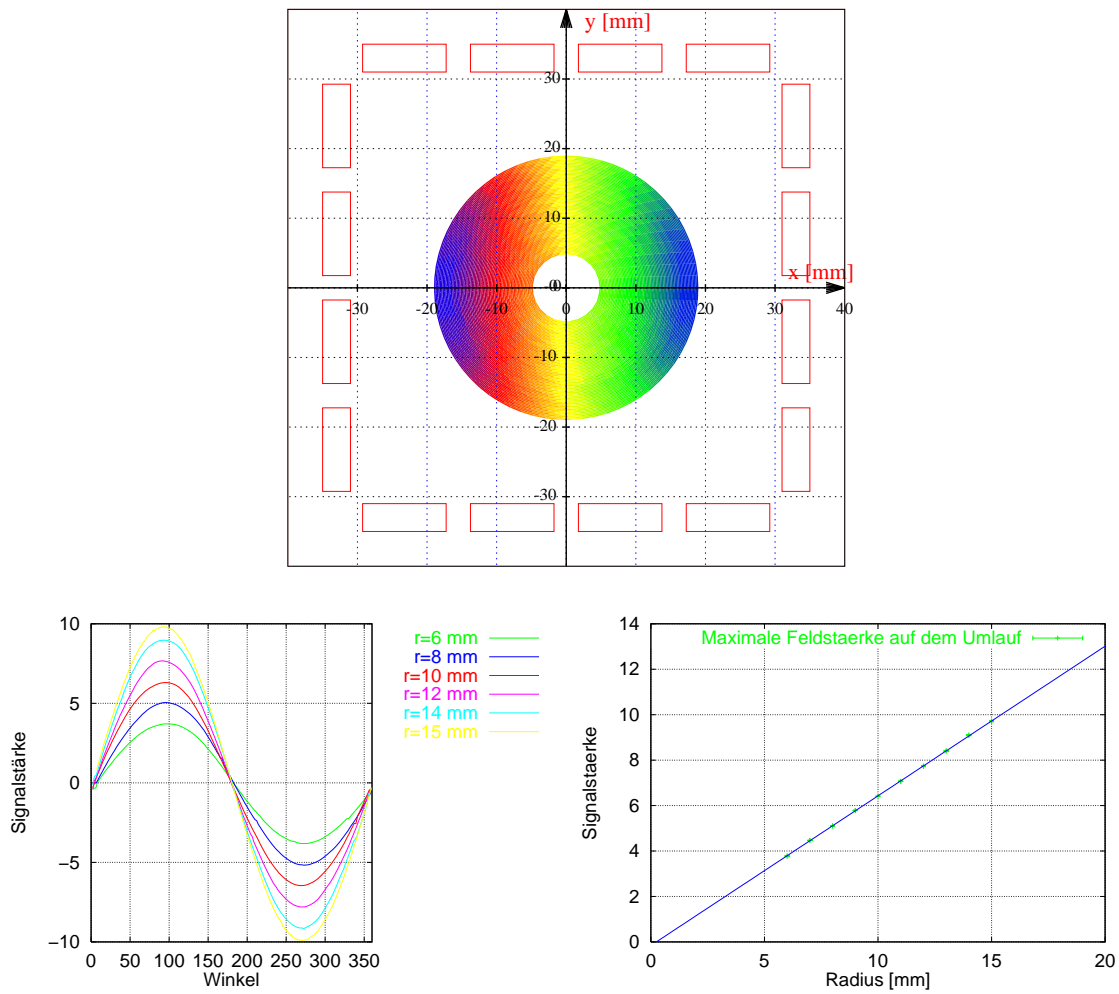 y [mm]
30
20
10
x [mm]
0
0
-30
-20
-10
0
10
20
30
40
-10
-20
-30
10
5
0
−5
−10
0 50 100 150 200 250 300 350
Winkel
Signalstärke
r=6 mm
r=8 mm
r=10 mm
r=12 mm
r=14 mm
r=15 mm
14
12
10
8
6
4
2
0
0 5 10 15 20
Radius [mm]
Signalstaerke
Maximale Feldstaerke auf dem Umlauf